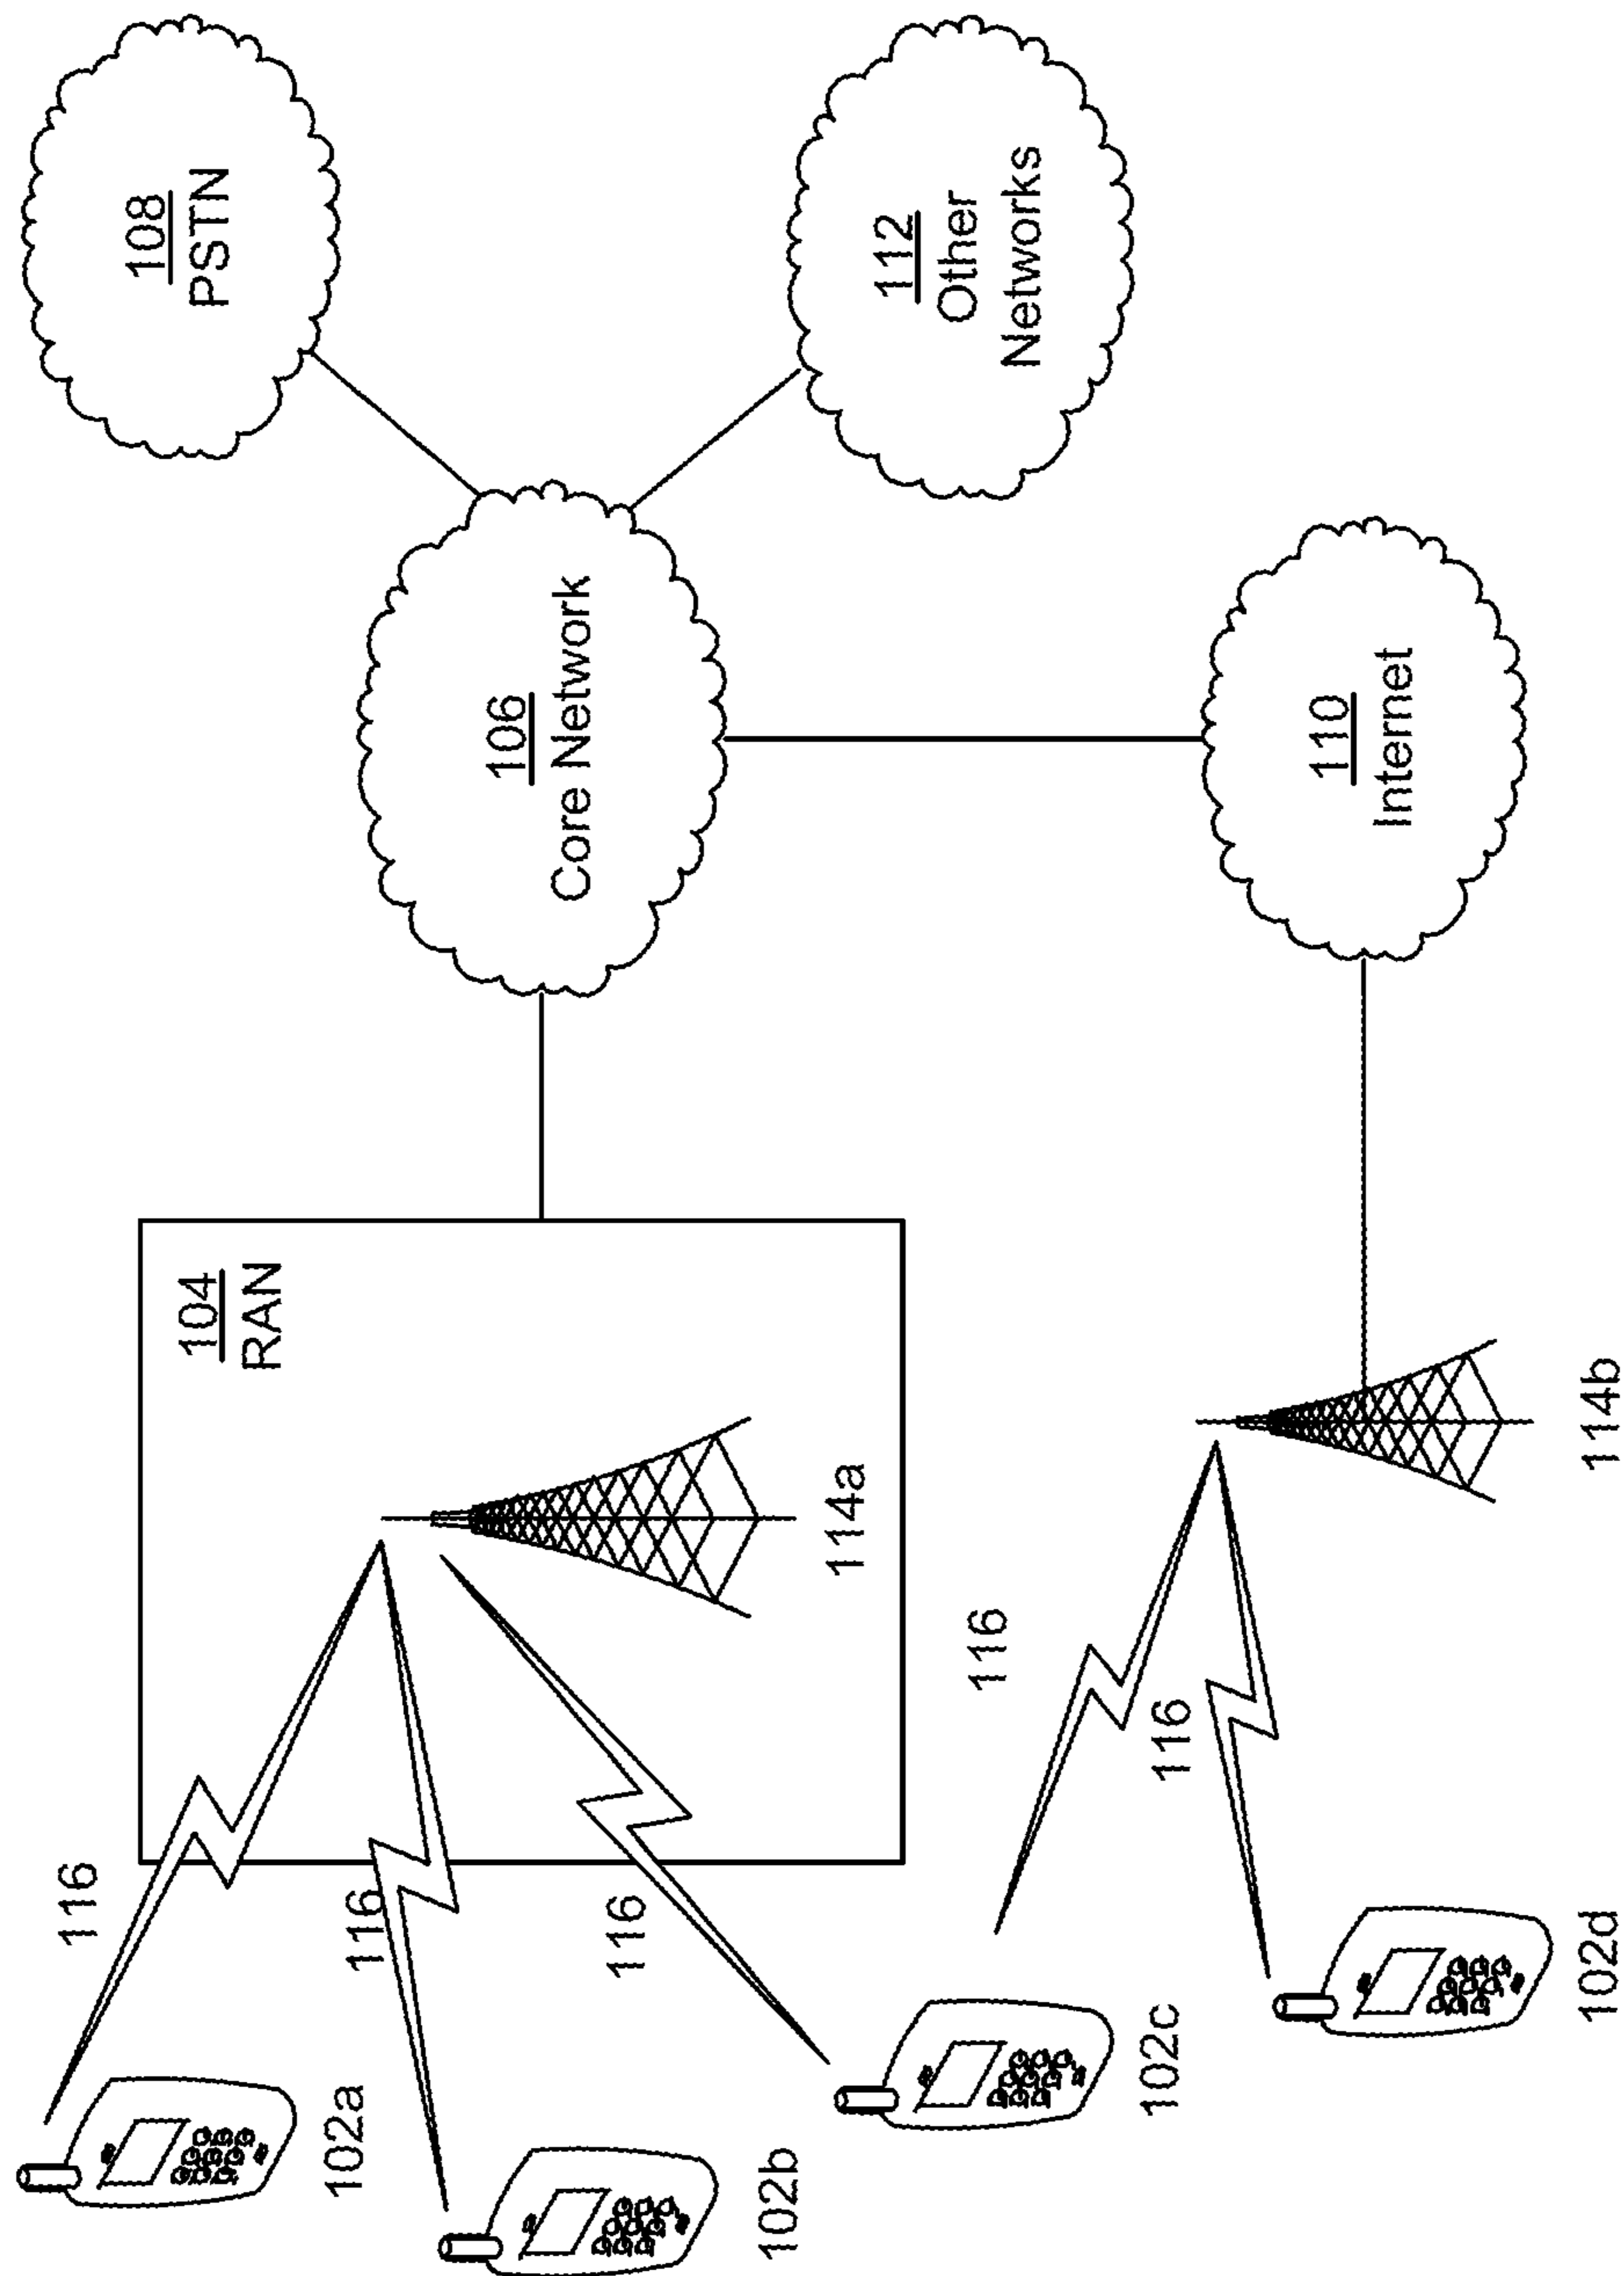 102a
116
104
RAN
106
Core Network
108
PSTN
102b
116
114a
112
Other
Networks
116
102c
116
116
110
Internet
102d
114b